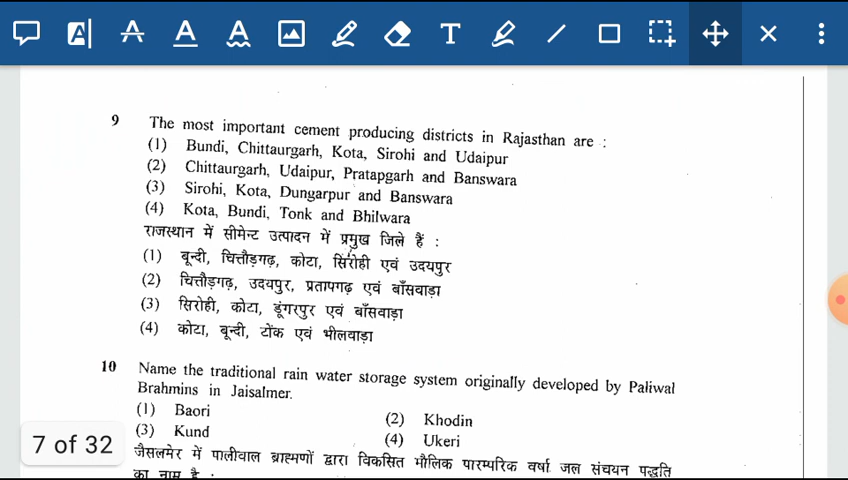 9 The most important cement producing districts in Rajasthan are :
(1) Bundi, Chittaurgarh, Kota, Sirohi and Udaipur
(2) Chittaurgarh, Udaipur, Pratapgarh and Banswara
(3) Sirohi, Kota, Dungarpur and Banswara
(4) Kota, Bundi, Tonk and Bhilwara
राजस्थान में सीमेन्ट उत्पादन में प्रमुख जिले हैं :
(1) बून्दी, चित्तौड़गढ़, कोटा, सिरोही एवं उदयपुर
(2) चित्तौड़गढ़, उदयपुर, प्रतापगढ़ एवं बाँसवाड़ा
(3) सिरोही, कोटा, डूंगरपुर एवं बाँसवाड़ा
(4) कोटा, बून्दी, टोंक एवं भीलवाड़ा
10 Name the traditional rain water storage system originally developed by Paliwal
Brahmins in Jaisalmer.
(1) Baori (2) Khodin
(3) Kund (4) Ukeri
जैसलमेर में पालीवाल ब्राह्मणों द्वारा विकसित मौलिक पारम्परिक वर्षा जल संचयन पद्धति
का नाम है :
7 of 32